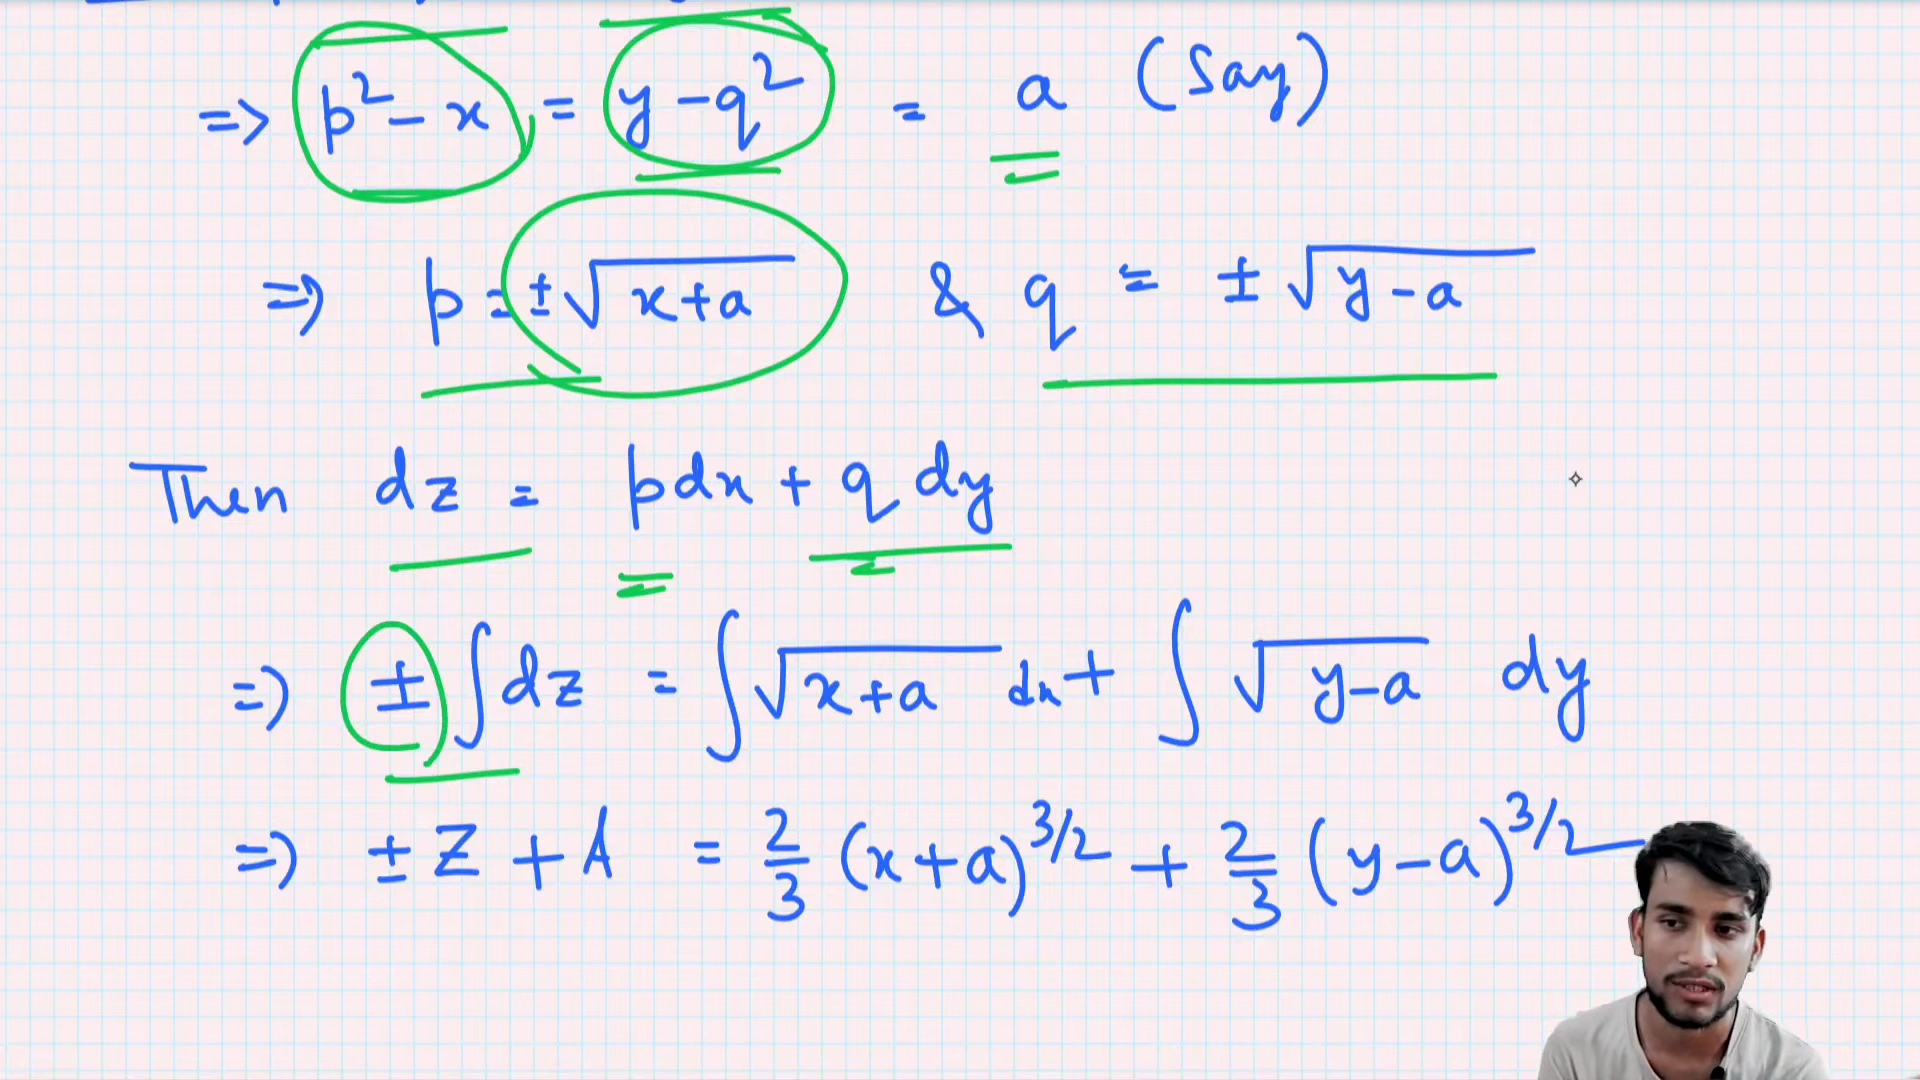 => p² - x = y - q² = a (Say)
=> p = ± √(x+a) & q = ± √(y-a)
Then dz = pdx + q dy
=> ± ∫ dz = ∫ √(x+a) dx + ∫ √(y-a) dy
=> ± z + A = 2/3 (x+a)^3/2 + 2/3 (y-a)^3/2